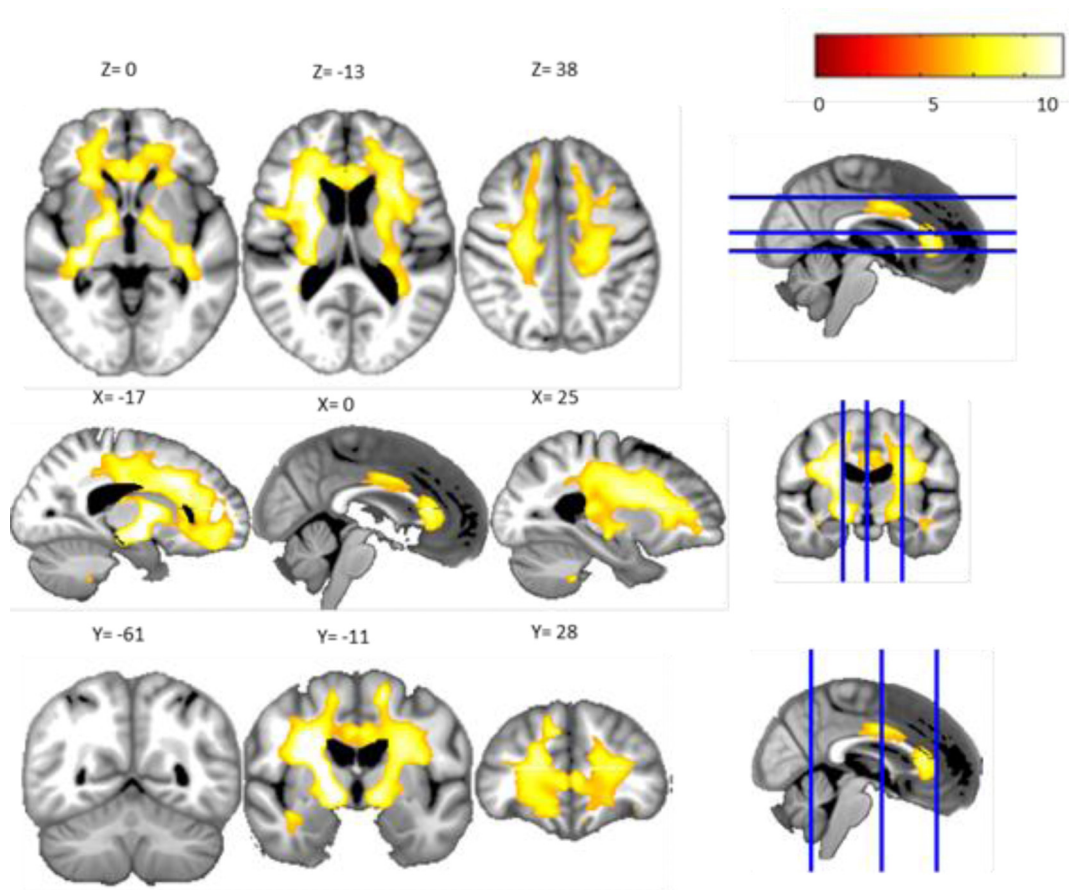 Z= 0
Z= -13
Z= 38
0
5
10
X= -17
X= 0
X= 25
Y= -61
Y= -11
Y= 28